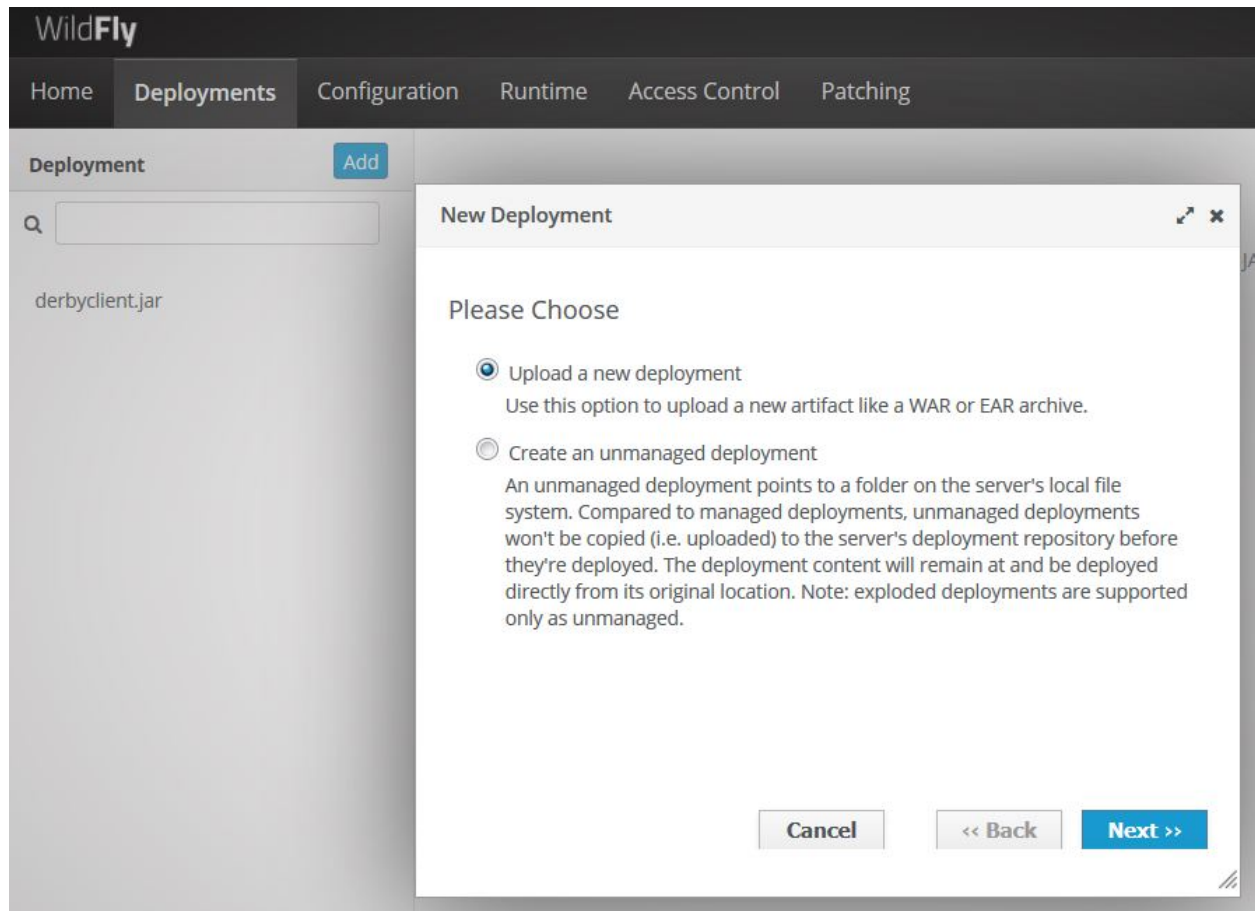 WildFly
Home Deployments Configuration Runtime Access Control Patching
Deployment Add
New Deployment
derbyclient.jar
Please Choose
Upload a new deployment
Use this option to upload a new artifact like a WAR or EAR archive.
Create an unmanaged deployment
An unmanaged deployment points to a folder on the server's local file
system. Compared to managed deployments, unmanaged deployments
won't be copied (i.e. uploaded) to the server's deployment repository before
they're deployed. The deployment content will remain at and be deployed
directly from its original location. Note: exploded deployments are supported
only as unmanaged.
Cancel << Back Next >>